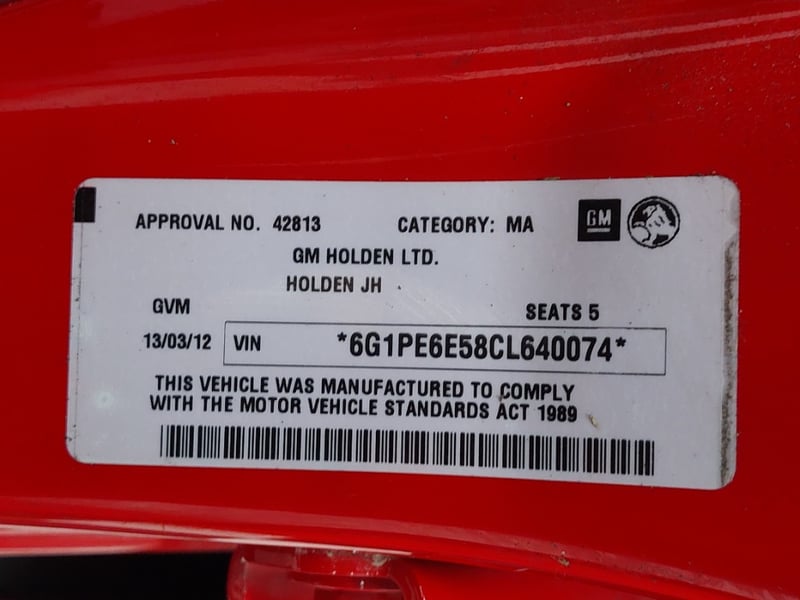 APPROVAL NO. 42813 CATEGORY: MA GM
GM HOLDEN LTD.
HOLDEN JH
GVM SEATS 5
13/03/12 VIN *6G1PE6E58CL640074*
THIS VEHICLE WAS MANUFACTURED TO COMPLY
WITH THE MOTOR VEHICLE STANDARDS ACT 1989